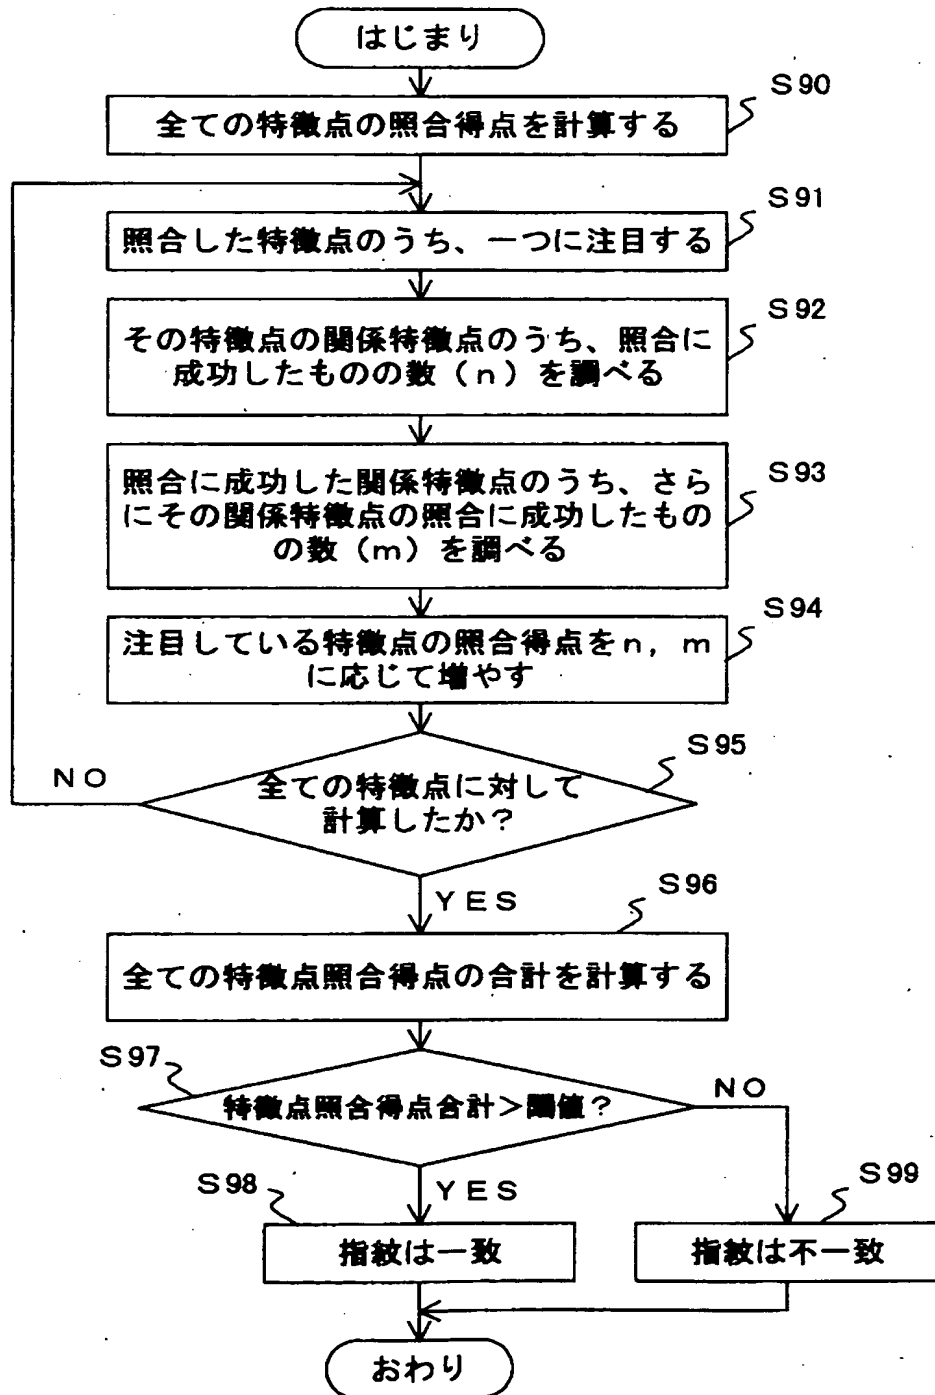 はじまり
S90
全ての特徴点の照合得点を計算する
S91
照合した特徴点のうち、一つに注目する
S92
その特徴点の関係特徴点のうち、照合に
成功したものの数（n）を調べる
S93
照合に成功した関係特徴点のうち、さら
にその関係特徴点の照合に成功したもの
の数（m）を調べる
S94
注目している特徴点の照合得点をn，m
に応じて増やす
S95
NO
全ての特徴点に対して
計算したか？
YES
S96
全ての特徴点照合得点の合計を計算する
S97
特徴点照合得点合計＞閾値？
NO
S98
YES
S99
指紋は一致
指紋は不一致
おわり